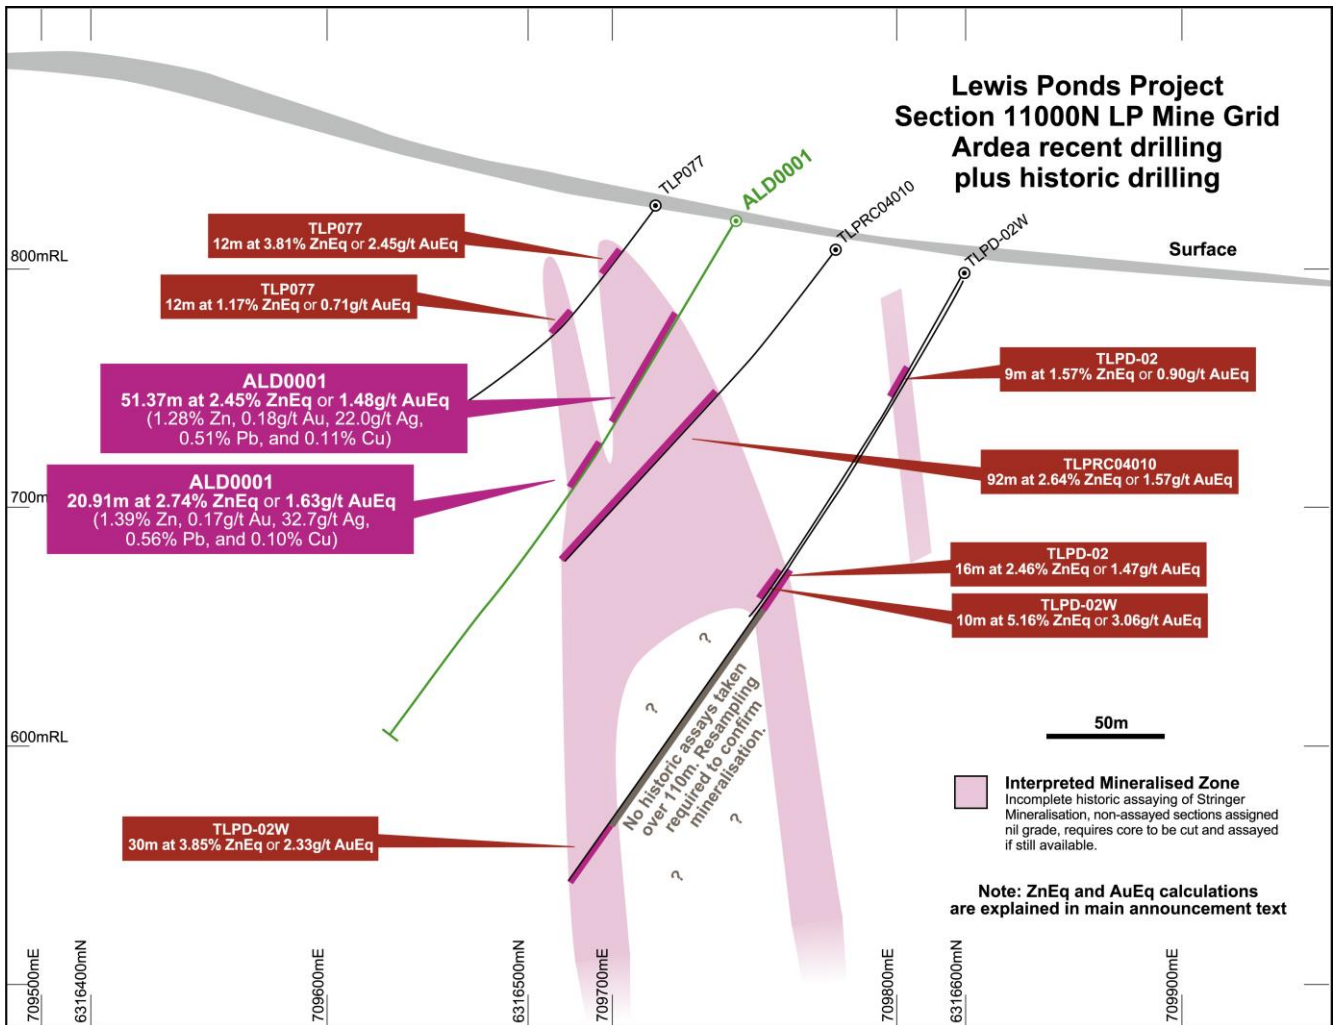 Lewis Ponds Project
Section 11000N LP Mine Grid
Ardea recent drilling
plus historic drilling
TLP077
ALD0001
TLPRC04010
TLPD-02W
Surface
800mRL
700m
600mRL
TLP077
12m at 3.81% ZnEq or 2.45g/t AuEq
TLP077
12m at 1.17% ZnEq or 0.71g/t AuEq
ALD0001
51.37m at 2.45% ZnEq or 1.48g/t AuEq
(1.28% Zn, 0.18g/t Au, 22.0g/t Ag,
0.51% Pb, and 0.11% Cu)
ALD0001
20.91m at 2.74% ZnEq or 1.63g/t AuEq
(1.39% Zn, 0.17g/t Au, 32.7g/t Ag,
0.56% Pb, and 0.10% Cu)
TLPD-02
9m at 1.57% ZnEq or 0.90g/t AuEq
TLPRC04010
92m at 2.64% ZnEq or 1.57g/t AuEq
TLPD-02
16m at 2.46% ZnEq or 1.47g/t AuEq
TLPD-02W
10m at 5.16% ZnEq or 3.06g/t AuEq
TLPD-02W
30m at 3.85% ZnEq or 2.33g/t AuEq
?
?
No historic assays taken
over 110m. Resampling
required to confirm
mineralisation.
?
?
50m
Interpreted Mineralised Zone
Incomplete historic assaying of Stringer
Mineralisation, non-assayed sections assigned
nil grade, requires core to be cut and assayed
if still available.
Note: ZnEq and AuEq calculations
are explained in main announcement text
709500mE
6316400mN
709600mE
6316500mN
709700mE
709800mE
6316600mN
709900mE